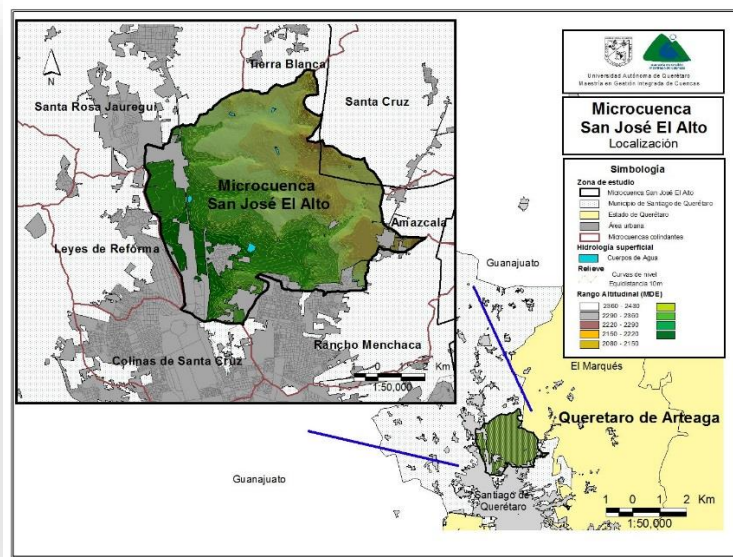 Tierra Blanca
N
Santa Rosa Jauregui
Santa Cruz
Microcuenca
San José El Alto
Amazcala
Leyes de Refórma
Rancho Menchaca
Colinas de Santa Cruz
1 0 1 2 Km
1:50,000
Universidad Autónoma de Querétaro
Maestría en Gestión Integrada de Cuencas
Microcuenca
San José El Alto
Localización
Simbología
Zona de estudio
Microcuenca San José El Alto
Municipio de Santiago de Querétaro
Estado de Querétaro
Área urbana
Microcuencas colindantes
Hidrología superficial
Cuerpos de Agua
Relieve
Curvas de nivel
Equidistancia 10m
Rango Altitudinal (MDE)
2360 - 2430
2290 - 2360
2220 - 2290
2150 - 2220
2080 - 2150
Guanajuato
El Marqués
Queretaro de Arteaga
Guanajuato
Santiago de
Querétaro
1 0 1 2 Km
1:50,000